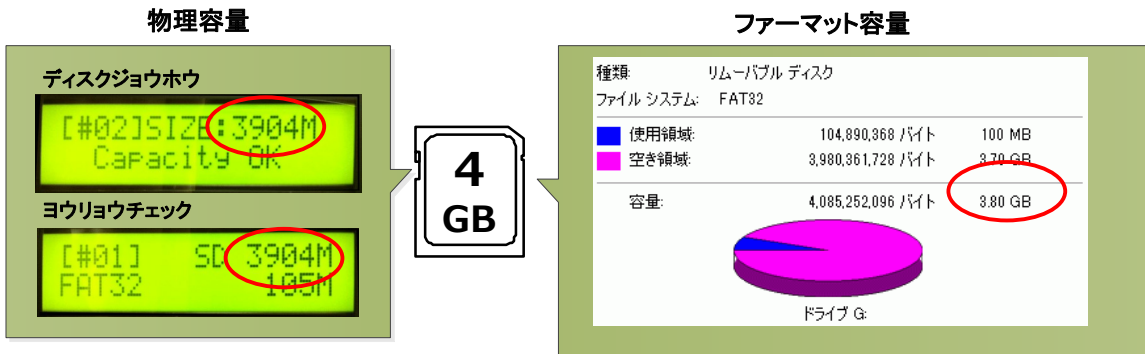 物理容量
ディスクジョウホウ
[#02]SIZE:3904M
Capacity OK
ヨウリョウチェック
[#01] SD 3904M
FAT32 105M
4
GB
ファーマット容量
種類: リムーバブル ディスク
ファイル システム: FAT32
使用領域: 104,890,368 バイト 100 MB
空き領域: 3,980,361,728 バイト 3.70 GB
容量: 4,085,252,096 バイト 3.80 GB
ドライブ G: